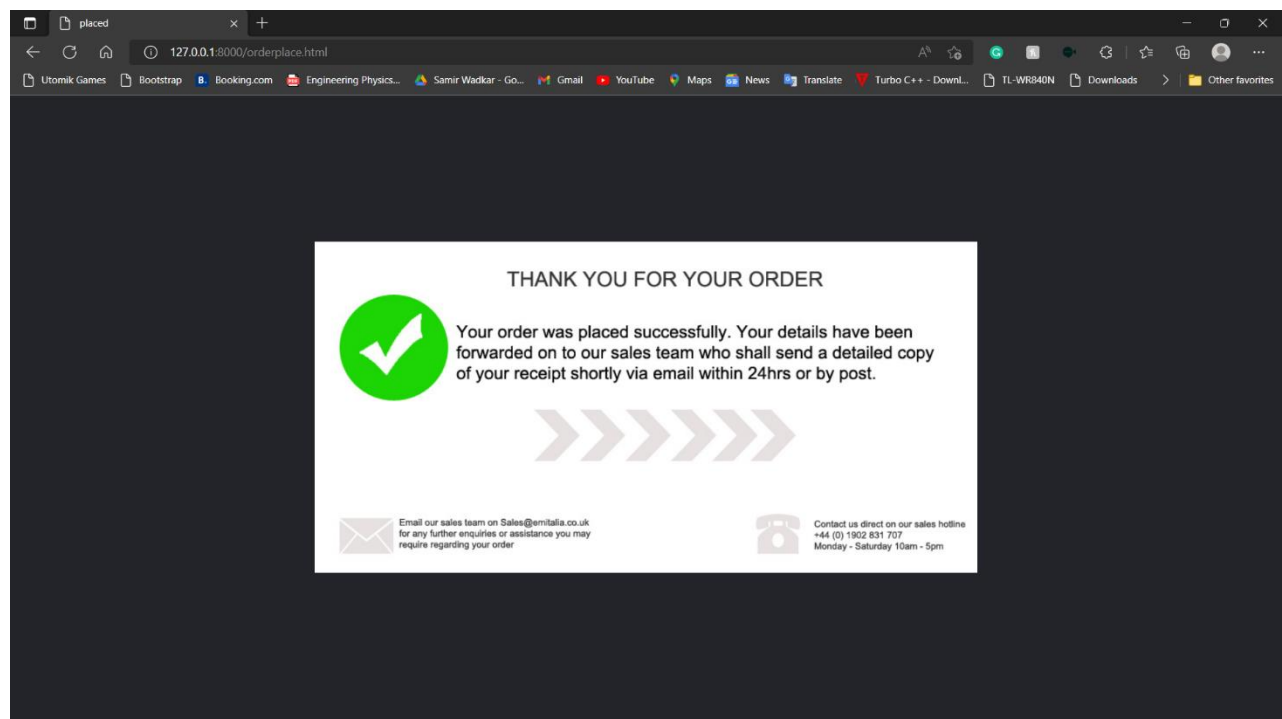 placed
127.0.0.1:8000/orderplace.html
Utomik Games Bootstrap B. Booking.com Engineering Physics... Samir Wadkar - Go... Gmail YouTube Maps News Translate Turbo C++ - Downl... TL-WR840N Downloads Other favorites
THANK YOU FOR YOUR ORDER
Your order was placed successfully. Your details have been
forwarded on to our sales team who shall send a detailed copy
of your receipt shortly via email within 24hrs or by post.
Email our sales team on Sales@emitalia.co.uk
for any further enquiries or assistance you may
require regarding your order
Contact us direct on our sales hotline
+44 (0) 1902 831 707
Monday - Saturday 10am - 5pm